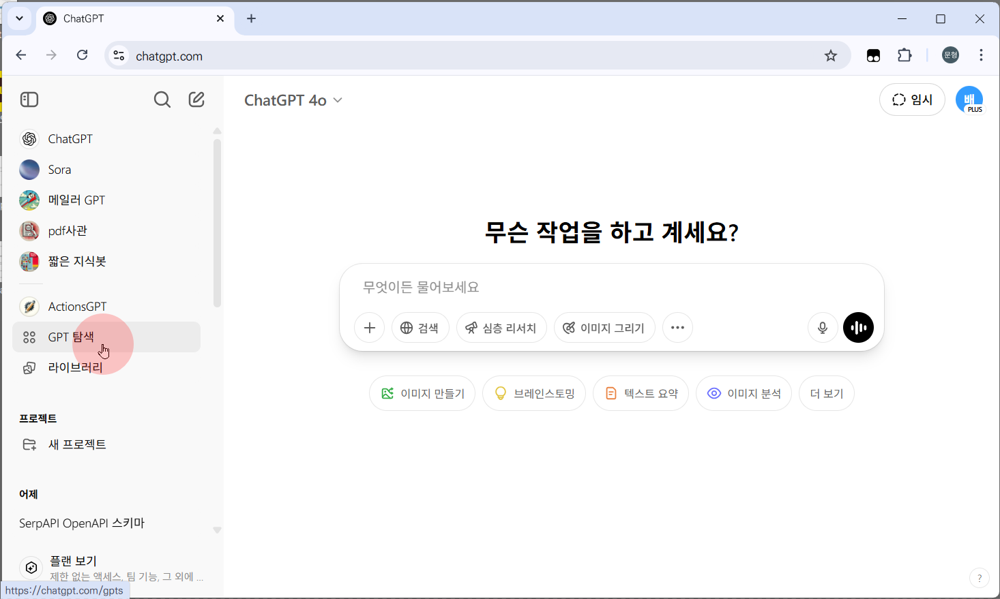 ChatGPT
chatgpt.com
문형
ChatGPT
Sora
메일러 GPT
pdf사관
짧은 지식봇
ActionsGPT
GPT 탐색
라이브러리
프로젝트
새 프로젝트
어제
SerpAPI OpenAPI 스키마
플랜 보기
제한 없는 액세스, 팀 기능, 그 외에 ...
https://chatgpt.com/gpts
ChatGPT 4o
임시
배
PLUS
무슨 작업을 하고 계세요?
무엇이든 물어보세요
검색
심층 리서치
이미지 그리기
이미지 만들기
브레인스토밍
텍스트 요약
이미지 분석
더 보기
?